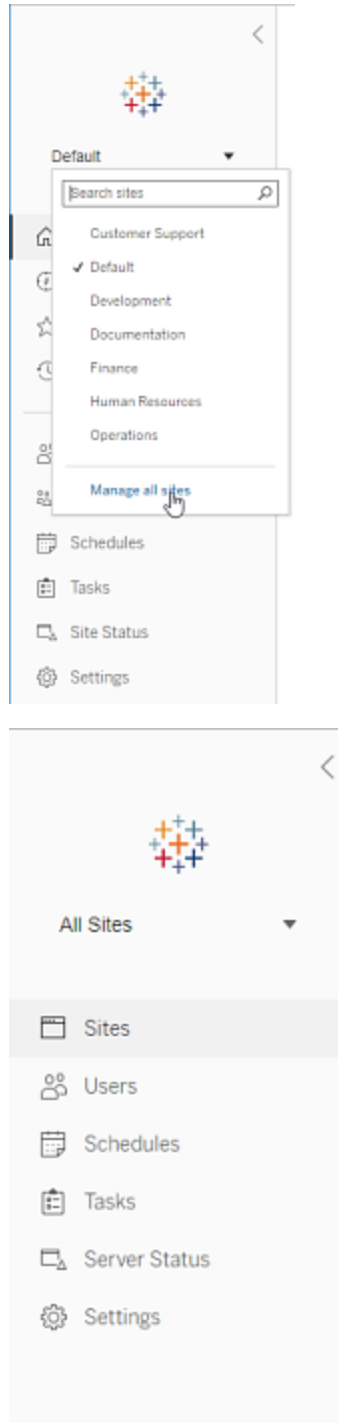 Default
Search sites
Customer Support
Default
Development
Documentation
Finance
Human Resources
Operations
Manage all sites
Schedules
Tasks
Site Status
Settings
All Sites
Sites
Users
Schedules
Tasks
Server Status
Settings